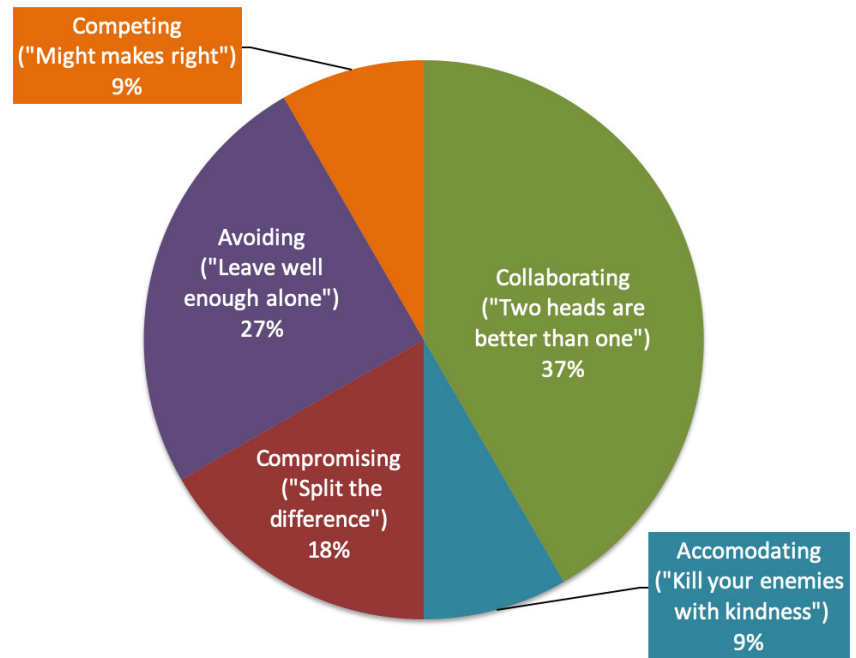 Competing
("Might makes right")
9%
Avoiding
("Leave well
enough alone")
27%
Collaborating
("Two heads are
better than one")
37%
Compromising
("Split the
difference")
18%
Accomodating
("Kill your enemies
with kindness")
9%